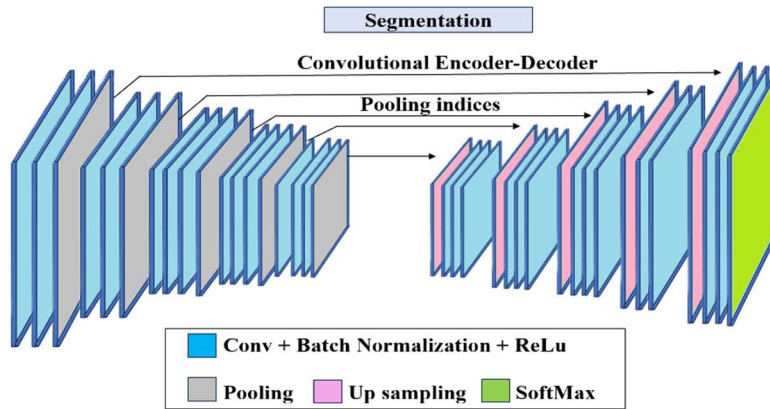 Segmentation
Convolutional Encoder-Decoder
Pooling indices
Conv + Batch Normalization + ReLu
Pooling
Up sampling
SoftMax